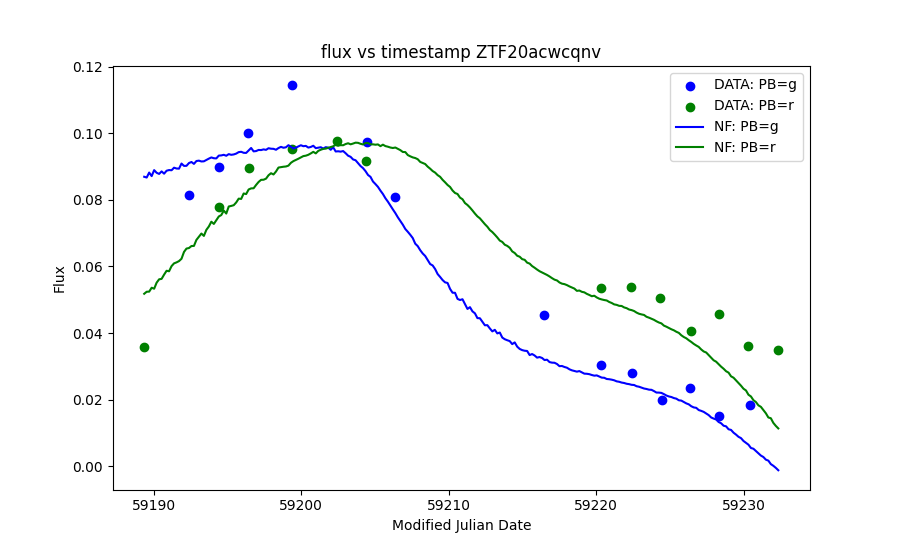 flux vs timestamp ZTF20acwcqnv
0.12
0.10
0.08
0.06
0.04
0.02
0.00
Flux
DATA: PB=g
DATA: PB=r
NF: PB=g
NF: PB=r
59190
59200
59210
59220
59230
Modified Julian Date